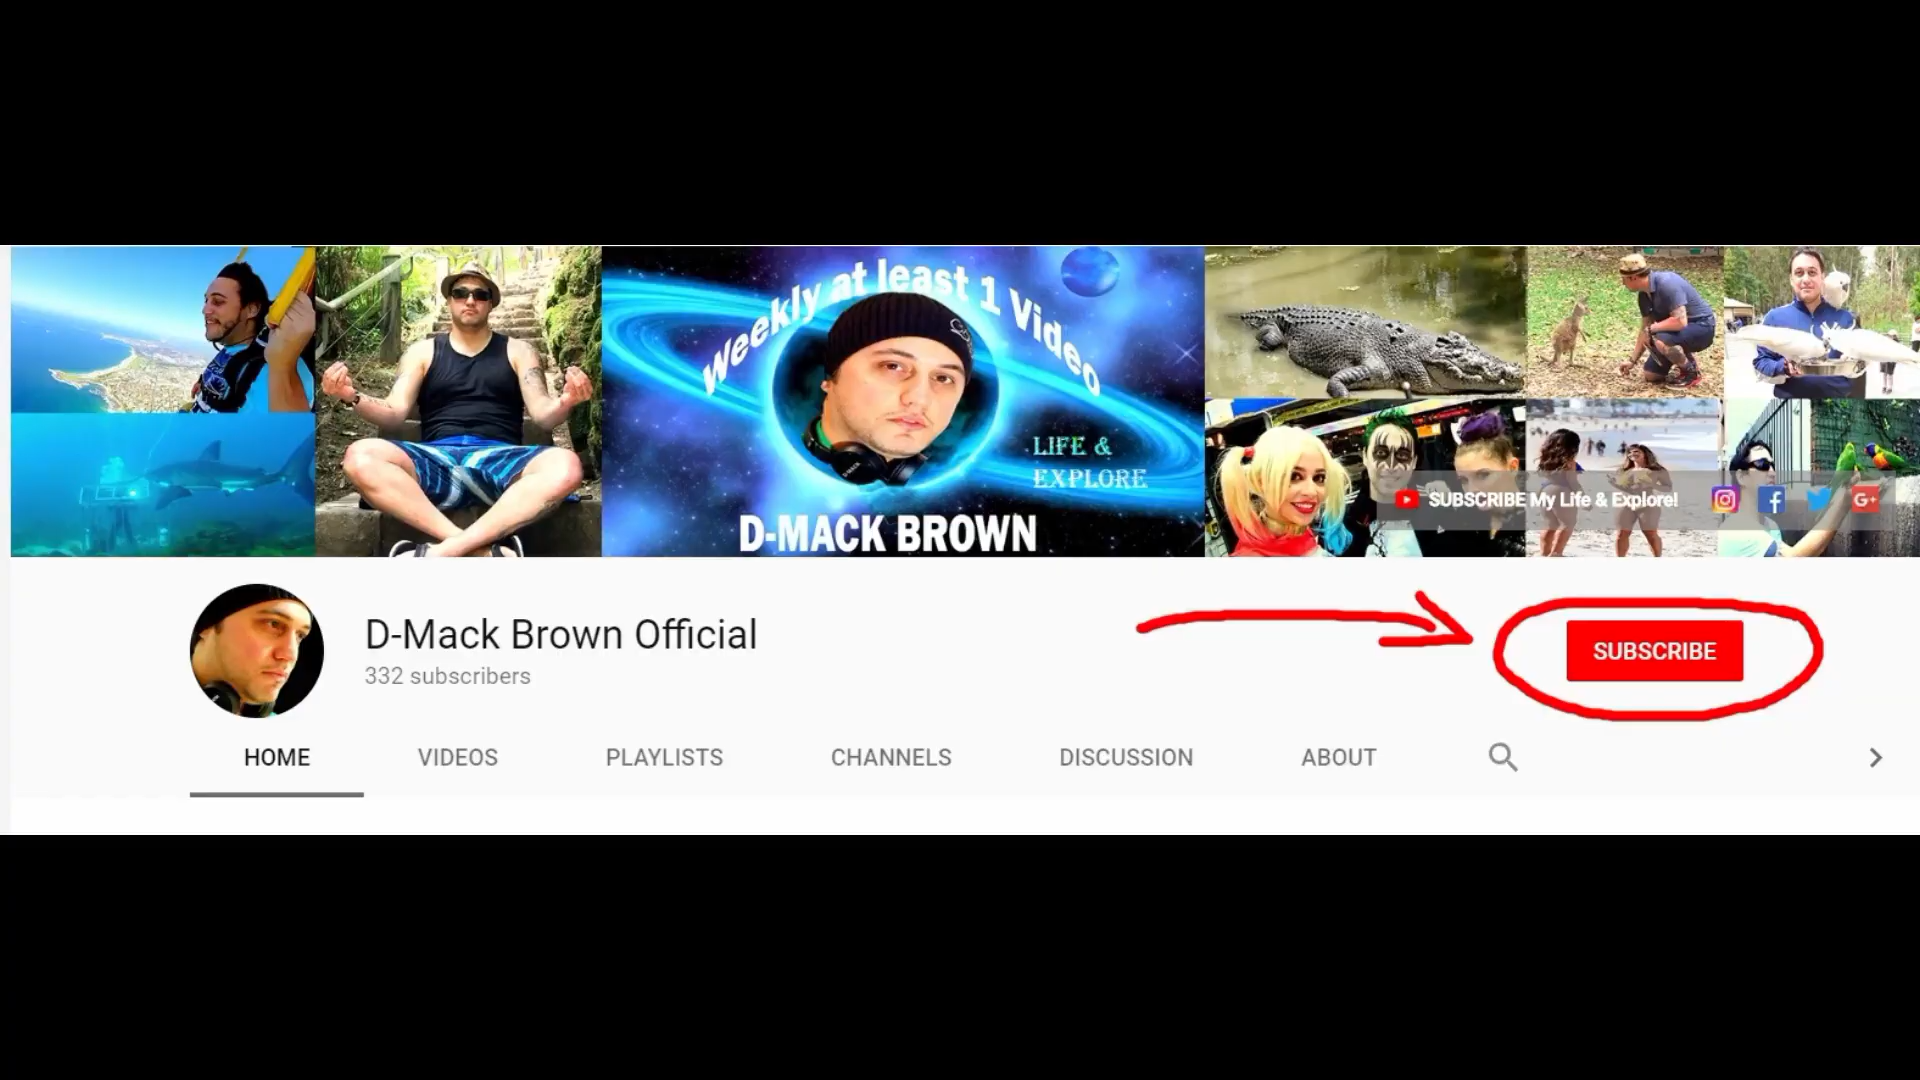 Weekly at least 1 Video
LIFE &
EXPLORE
D-MACK BROWN
SUBSCRIBE My Life & Explore!
G+
D-Mack Brown Official
332 subscribers
SUBSCRIBE
HOME VIDEOS PLAYLISTS CHANNELS DISCUSSION ABOUT